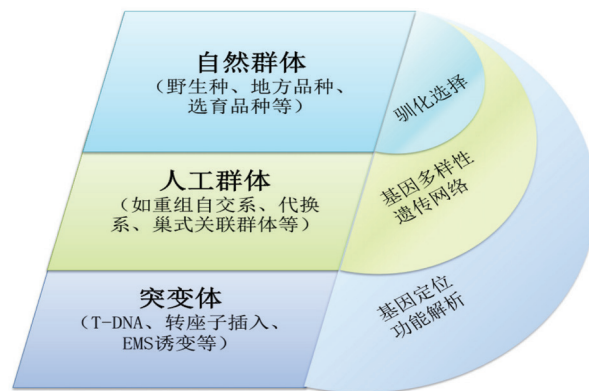 自然群体
（野生种、地方品种、
选育品种等）
驯化选择
人工群体
（如重组自交系、代换
系、巢式关联群体等）
基因多样性
遗传网络
突变体
（T-DNA、转座子插入、
EMS诱变等）
基因定位
功能解析